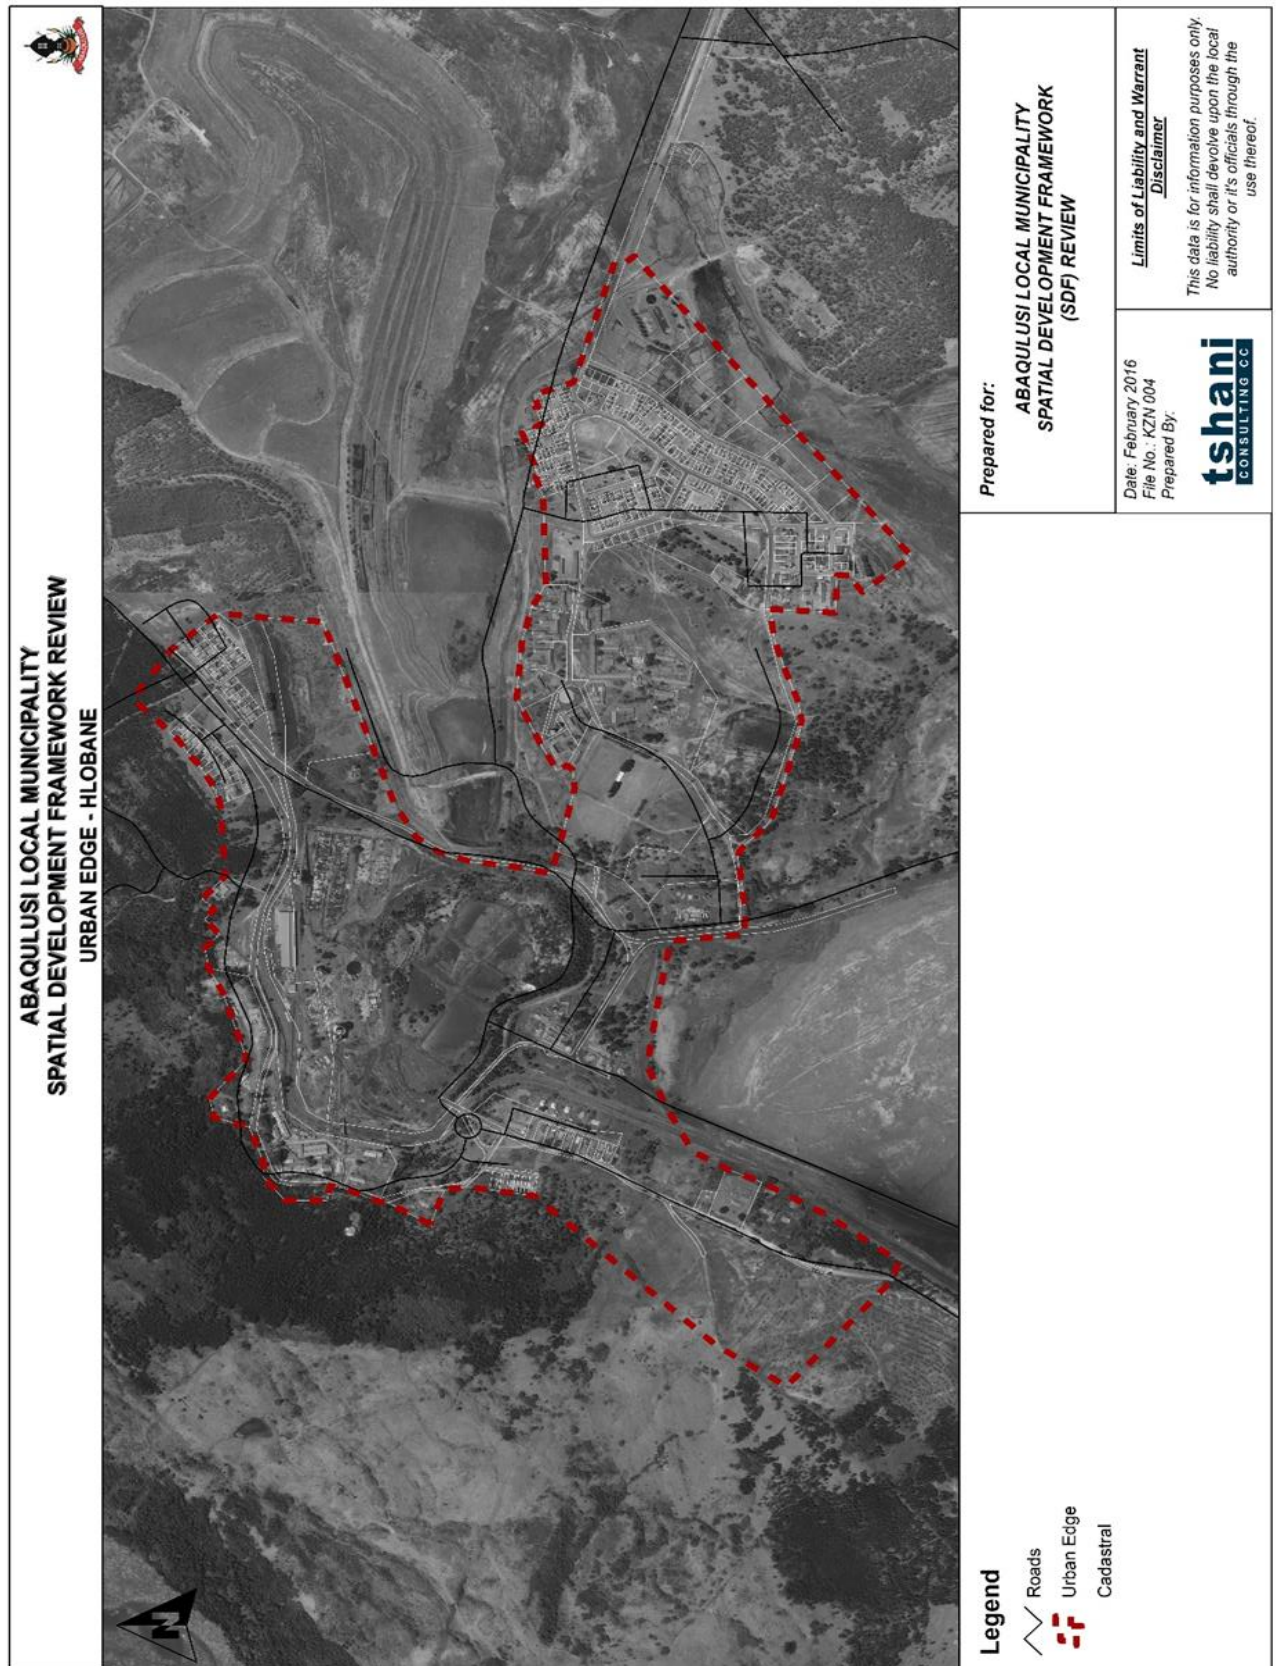 ABAQULUSI LOCAL MUNICIPALITY
SPATIAL DEVELOPMENT FRAMEWORK REVIEW
URBAN EDGE - HLOBANE
N
Legend
Roads
Urban Edge
Cadastral
Prepared for:
ABAQULUSI LOCAL MUNICIPALITY
SPATIAL DEVELOPMENT FRAMEWORK
(SDF) REVIEW
Date: February 2016
File No.: KZN 004
Prepared By:
tshani
CONSULTING CC
Limits of Liability and Warrant
Disclaimer
This data is for information purposes only.
No liability shall devolve upon the local
authority or it's officials through the
use thereof.